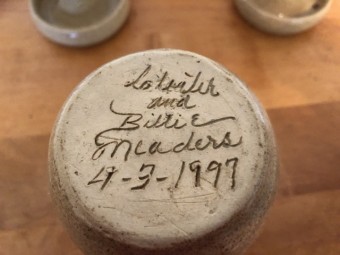 Cleater
and
Billie
Meaders
4-3-1997